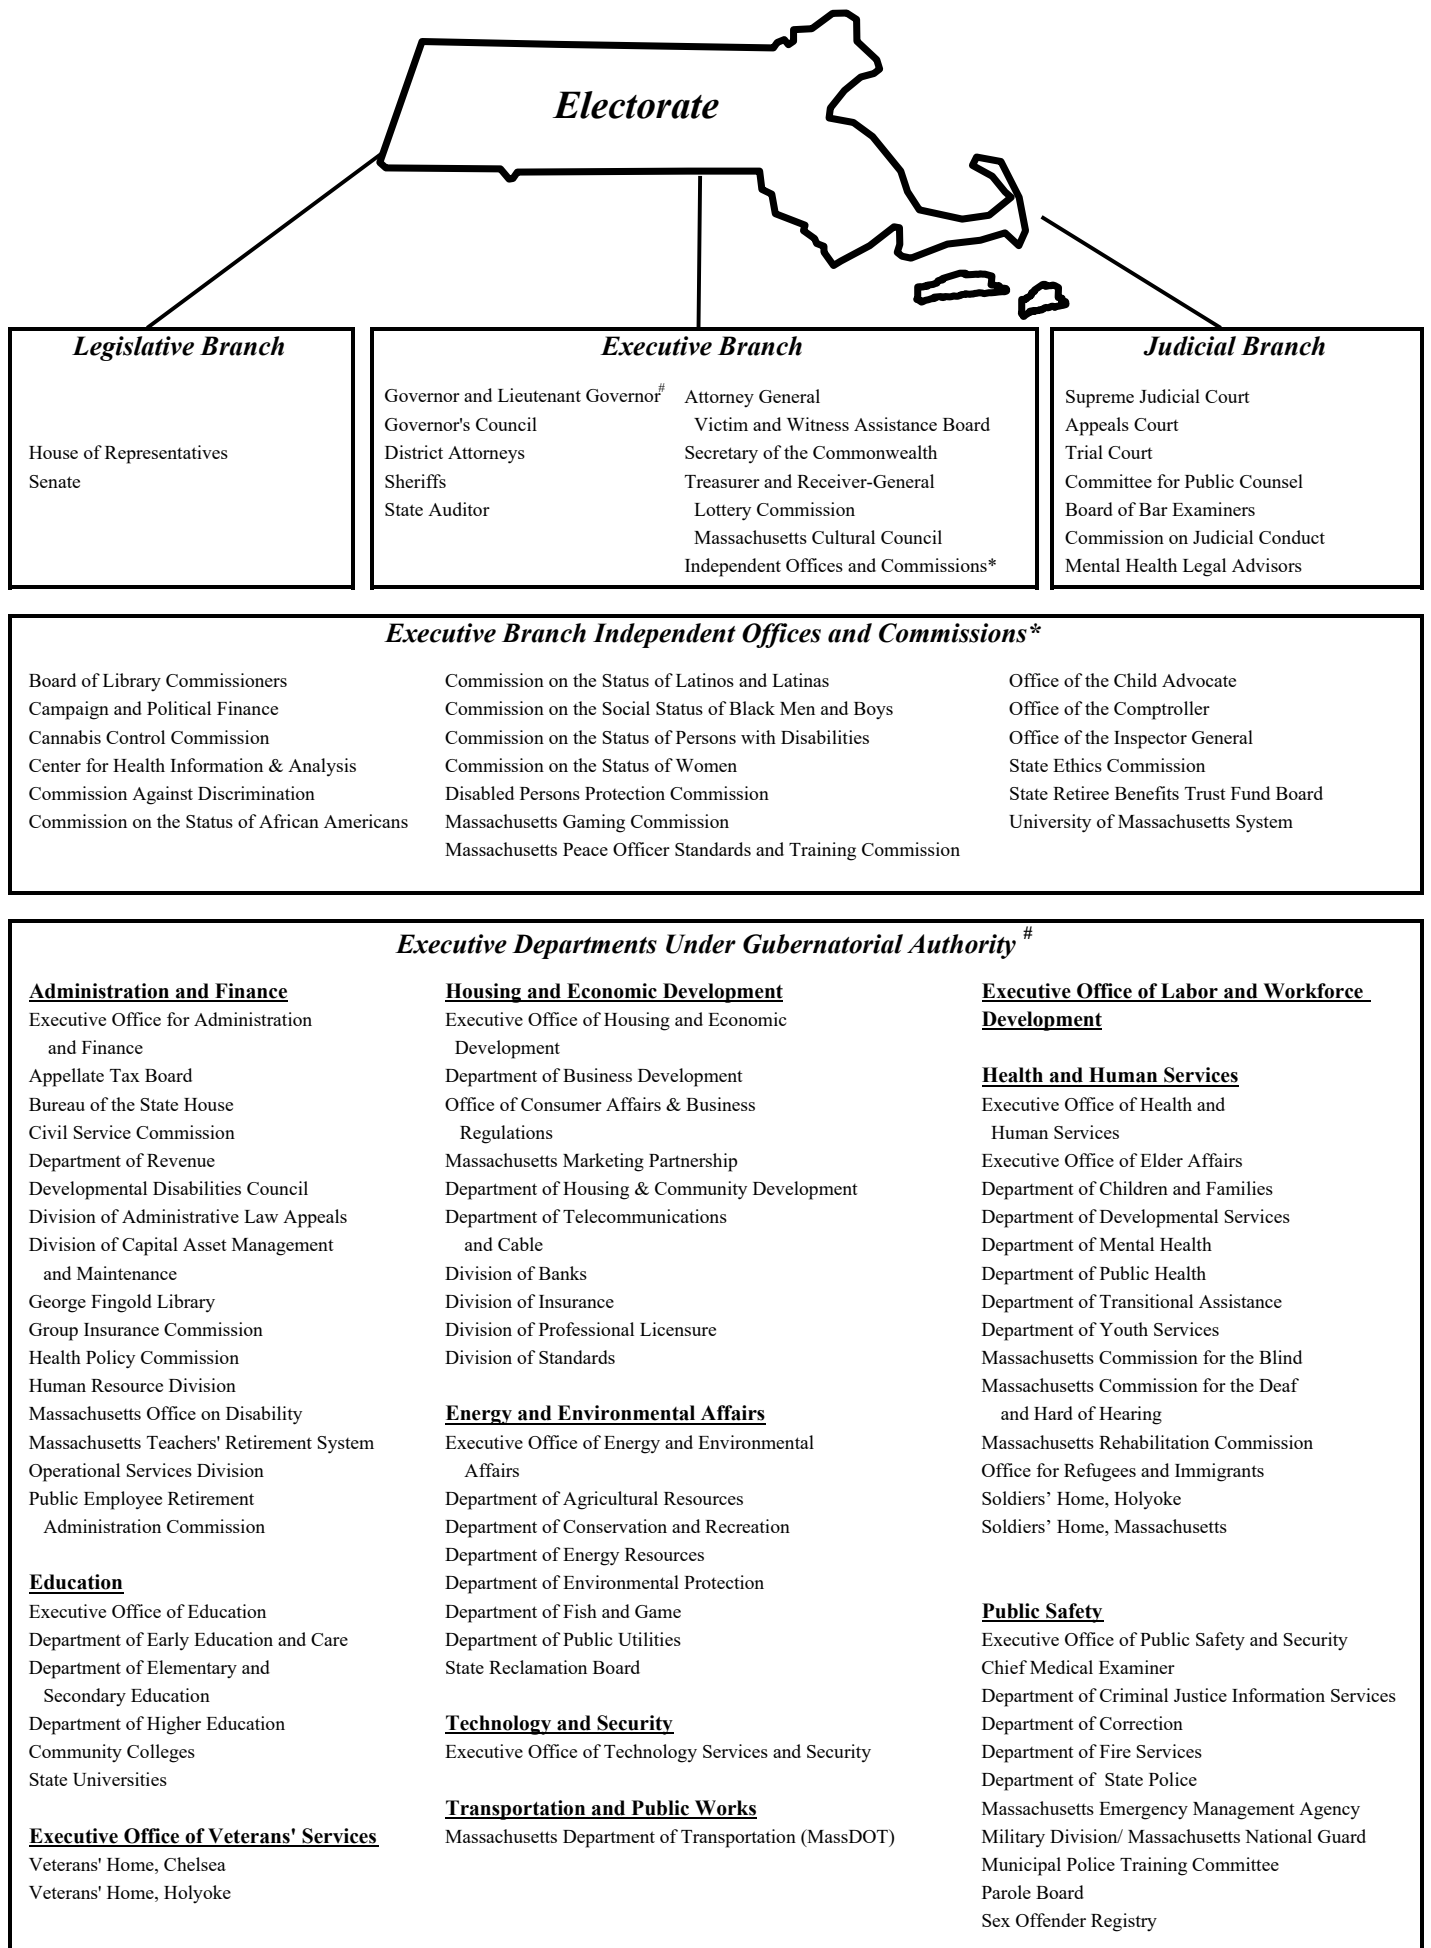 Electorate
Legislative Branch
House of Representatives
Senate
Executive Branch
Governor and Lieutenant Governor#
Governor's Council
District Attorneys
Sheriffs
State Auditor
Attorney General
Victim and Witness Assistance Board
Secretary of the Commonwealth
Treasurer and Receiver-General
Lottery Commission
Massachusetts Cultural Council
Independent Offices and Commissions*
Judicial Branch
Supreme Judicial Court
Appeals Court
Trial Court
Committee for Public Counsel
Board of Bar Examiners
Commission on Judicial Conduct
Mental Health Legal Advisors
Executive Branch Independent Offices and Commissions*
Board of Library Commissioners
Campaign and Political Finance
Cannabis Control Commission
Center for Health Information & Analysis
Commission Against Discrimination
Commission on the Status of African Americans
Commission on the Status of Latinos and Latinas
Commission on the Social Status of Black Men and Boys
Commission on the Status of Persons with Disabilities
Commission on the Status of Women
Disabled Persons Protection Commission
Massachusetts Gaming Commission
Massachusetts Peace Officer Standards and Training Commission
Office of the Child Advocate
Office of the Comptroller
Office of the Inspector General
State Ethics Commission
State Retiree Benefits Trust Fund Board
University of Massachusetts System
Executive Departments Under Gubernatorial Authority #
Administration and Finance
Executive Office for Administration
and Finance
Appellate Tax Board
Bureau of the State House
Civil Service Commission
Department of Revenue
Developmental Disabilities Council
Division of Administrative Law Appeals
Division of Capital Asset Management
and Maintenance
George Fingold Library
Group Insurance Commission
Health Policy Commission
Human Resource Division
Massachusetts Office on Disability
Massachusetts Teachers' Retirement System
Operational Services Division
Public Employee Retirement
Administration Commission
Education
Executive Office of Education
Department of Early Education and Care
Department of Elementary and
Secondary Education
Department of Higher Education
Community Colleges
State Universities
Executive Office of Veterans' Services
Veterans' Home, Chelsea
Veterans' Home, Holyoke
Housing and Economic Development
Executive Office of Housing and Economic
Development
Department of Business Development
Office of Consumer Affairs & Business
Regulations
Massachusetts Marketing Partnership
Department of Housing & Community Development
Department of Telecommunications
and Cable
Division of Banks
Division of Insurance
Division of Professional Licensure
Division of Standards
Energy and Environmental Affairs
Executive Office of Energy and Environmental
Affairs
Department of Agricultural Resources
Department of Conservation and Recreation
Department of Energy Resources
Department of Environmental Protection
Department of Fish and Game
Department of Public Utilities
State Reclamation Board
Technology and Security
Executive Office of Technology Services and Security
Transportation and Public Works
Massachusetts Department of Transportation (MassDOT)
Executive Office of Labor and Workforce
Development
Health and Human Services
Executive Office of Health and
Human Services
Executive Office of Elder Affairs
Department of Children and Families
Department of Developmental Services
Department of Mental Health
Department of Public Health
Department of Transitional Assistance
Department of Youth Services
Massachusetts Commission for the Blind
Massachusetts Commission for the Deaf
and Hard of Hearing
Massachusetts Rehabilitation Commission
Office for Refugees and Immigrants
Soldiers’ Home, Holyoke
Soldiers’ Home, Massachusetts
Public Safety
Executive Office of Public Safety and Security
Chief Medical Examiner
Department of Criminal Justice Information Services
Department of Correction
Department of Fire Services
Department of State Police
Massachusetts Emergency Management Agency
Military Division/ Massachusetts National Guard
Municipal Police Training Committee
Parole Board
Sex Offender Registry